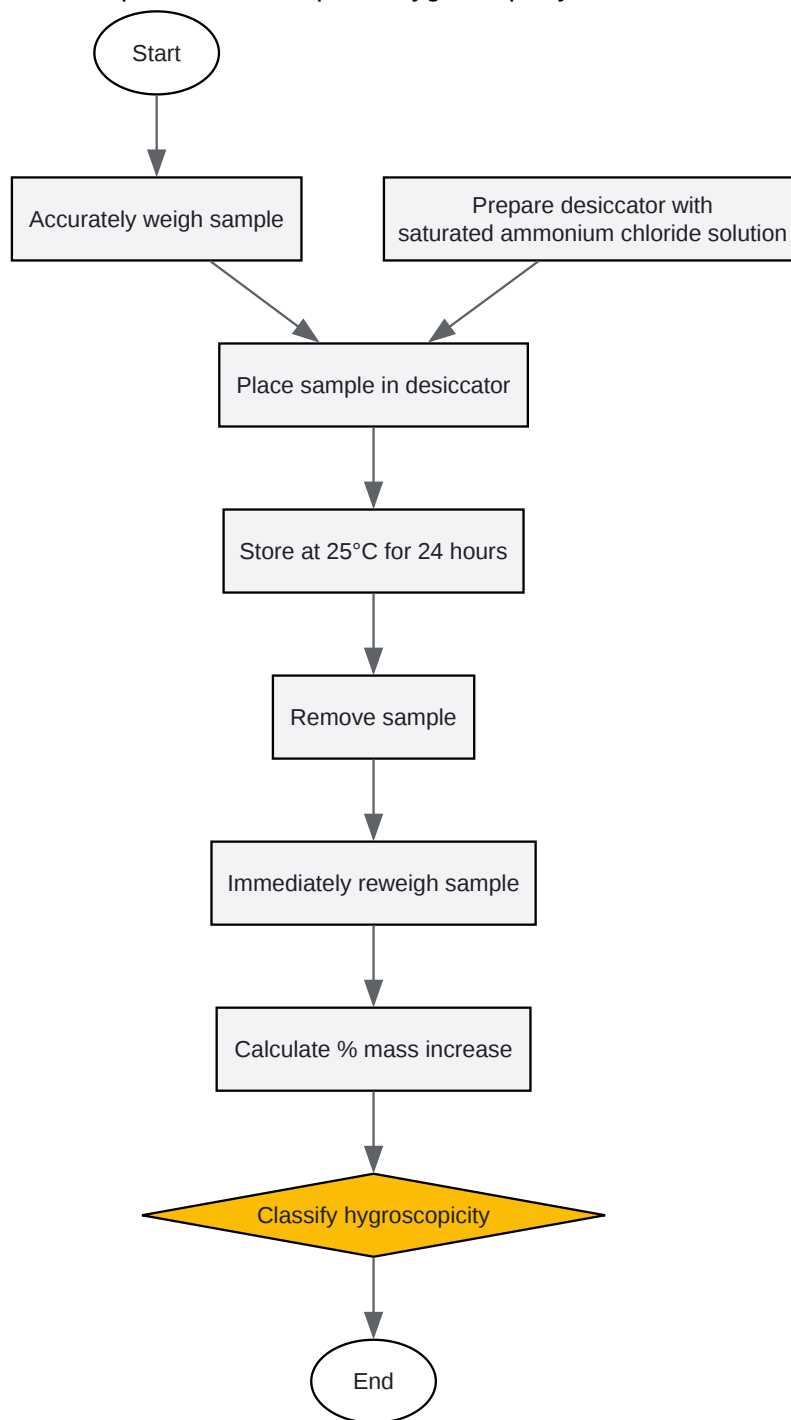 Start
Accurately weigh sample
Prepare desiccator with
saturated ammonium chloride solution
Place sample in desiccator
Store at 25°C for 24 hours
Remove sample
Immediately reweigh sample
Calculate % mass increase
Classify hygroscopicity
End